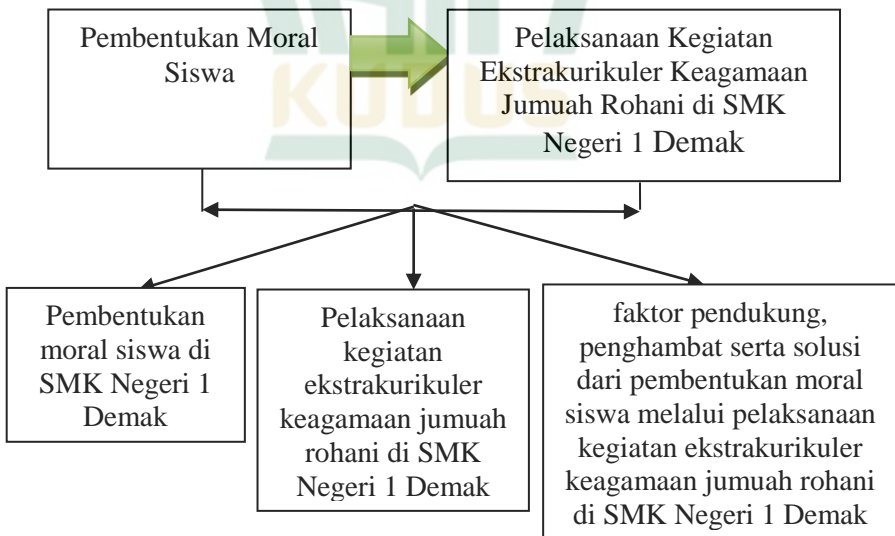 Pembentukan Moral
Siswa
Pelaksanaan Kegiatan
Ekstrakurikuler Keagamaan
Jumuah Rohani di SMK
Negeri 1 Demak
KUDUS
Pembentukan
moral siswa di
SMK Negeri 1
Demak
Pelaksanaan
kegiatan
ekstrakurikuler
keagamaan jumuah
rohani di SMK
Negeri 1 Demak
faktor pendukung,
penghambat serta solusi
dari pembentukan moral
siswa melalui pelaksanaan
kegiatan ekstrakurikuler
keagamaan jumuah rohani
di SMK Negeri 1 Demak